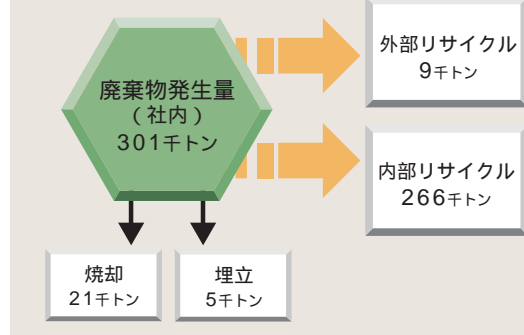 廃棄物発生量
(社内)
301千トン
外部リサイクル
9千トン
内部リサイクル
266千トン
焼却
21千トン
埋立
5千トン